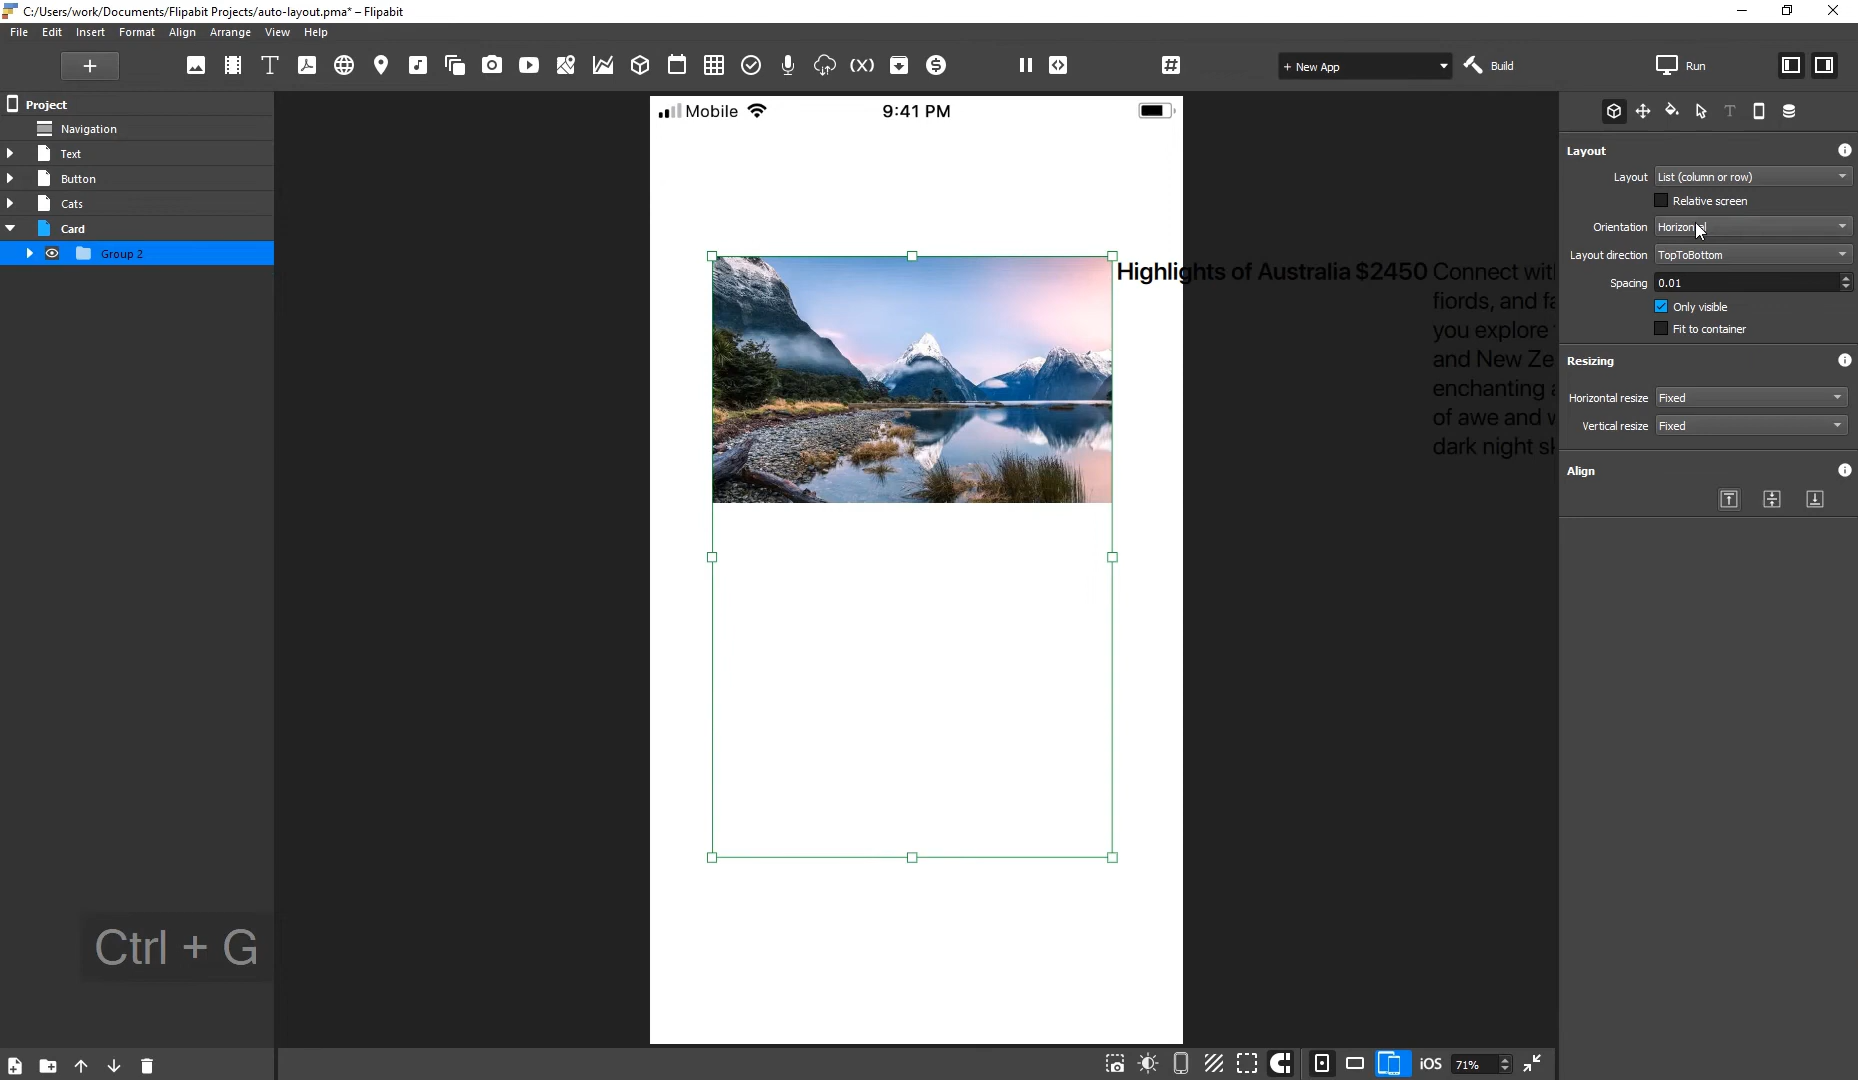 C:/Users/work/Documents/Flipabit Projects/auto-layout.pma* – Flipabit
File Edit Insert Format Align Arrange View Help
+ New App
Build
Run
Project
Navigation
Text
Button
Cats
Card
Group 2
Mobile 9:41 PM
Highlights of Australia $2450 Connect with
fiords, and fa
you explore
and New Ze
enchanting a
of awe and w
dark night sk
Layout
Layout List (column or row)
Relative screen
Orientation Horizontal
Layout direction TopToBottom
Spacing 0.01
Only visible
Fit to container
Resizing
Horizontal resize Fixed
Vertical resize Fixed
Align
Ctrl + G
iOS 71%